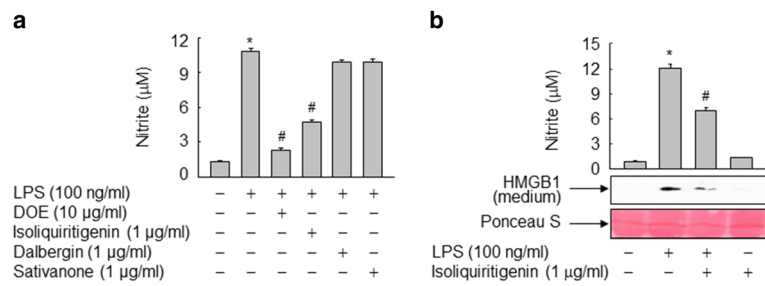 a
12
9
6
3
0
Nitrite (μM)
*
#
#
LPS (100 ng/ml) – + + + + +
DOE (10 μg/ml) +
Isoliquiritigenin (1 μg/ml) +
Dalbergin (1 μg/ml) +
Sativanone (1 μg/ml) +
b
15
12
9
6
3
0
Nitrite (μM)
*
#
HMGB1
(medium)
Ponceau S
LPS (100 ng/ml) – + + –
Isoliquiritigenin (1 μg/ml) – – + +